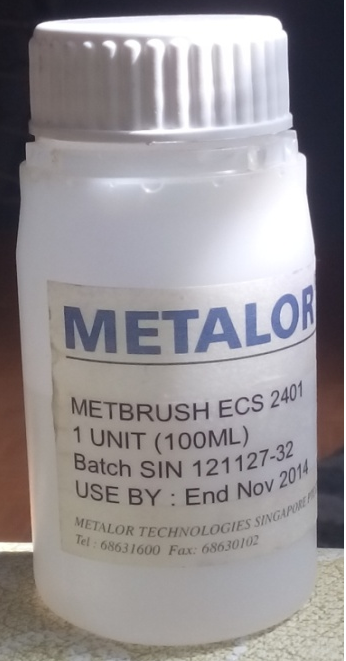 METALOR
METBRUSH ECS 2401
1 UNIT (100ML)
Batch SIN 121127-32
USE BY : End Nov 2014
METALOR TECHNOLOGIES SINGAPORE
Tel : 68631600 Fax: 68630102